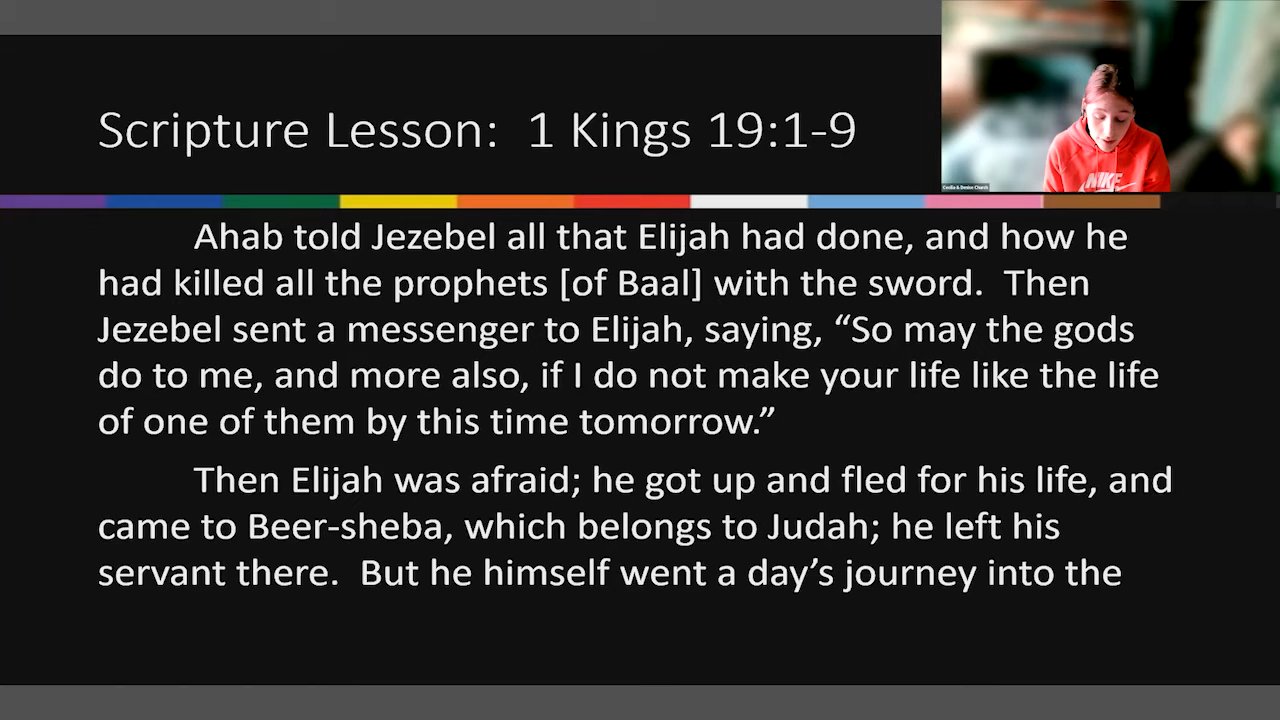 Scripture Lesson:  1 Kings 19:1-9
NIKE
Cecilia & Denise Church
Ahab told Jezebel all that Elijah had done, and how he
had killed all the prophets [of Baal] with the sword.  Then
Jezebel sent a messenger to Elijah, saying, “So may the gods
do to me, and more also, if I do not make your life like the life
of one of them by this time tomorrow.”
Then Elijah was afraid; he got up and fled for his life, and
came to Beer-sheba, which belongs to Judah; he left his
servant there.  But he himself went a day’s journey into the